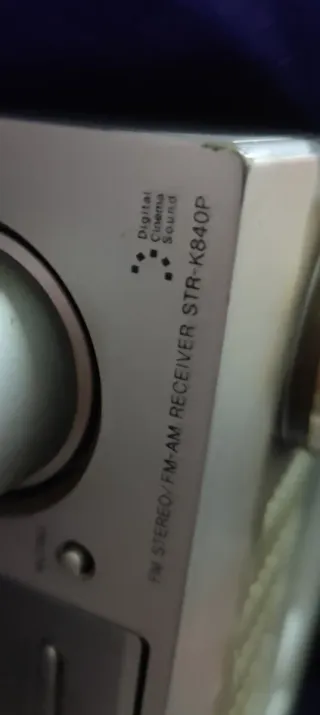 Digital
Cinema
Sound
FM STEREO/FM-AM RECEIVER STR-K840P